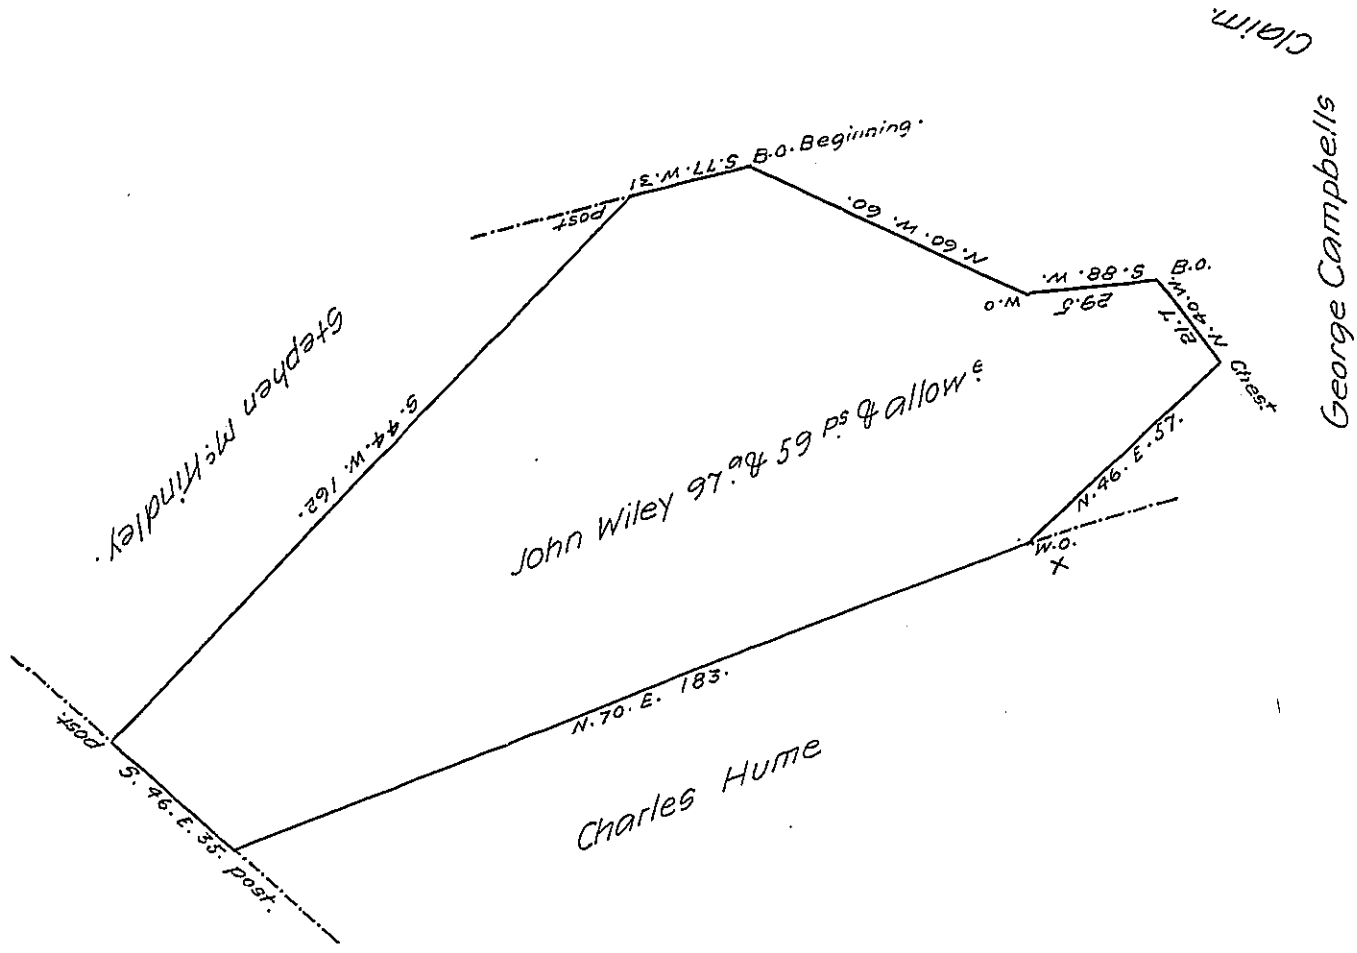 Claim.
George Campbells
B.O. Beginning.
S. 77. W. 31
post
N. 60. W. 60.
W.O
S. 88. W.
29.5
B.O.
N. 40. W.
21.7
Chest
N. 46. E. 57.
W.O.
X
Stephen McKindley.
S. 44. W. 162.
John Wiley 97.a & 59 ps & allowe.
post.
S. 46. E. 35. post.
N. 70. E. 183.
Charles Hume